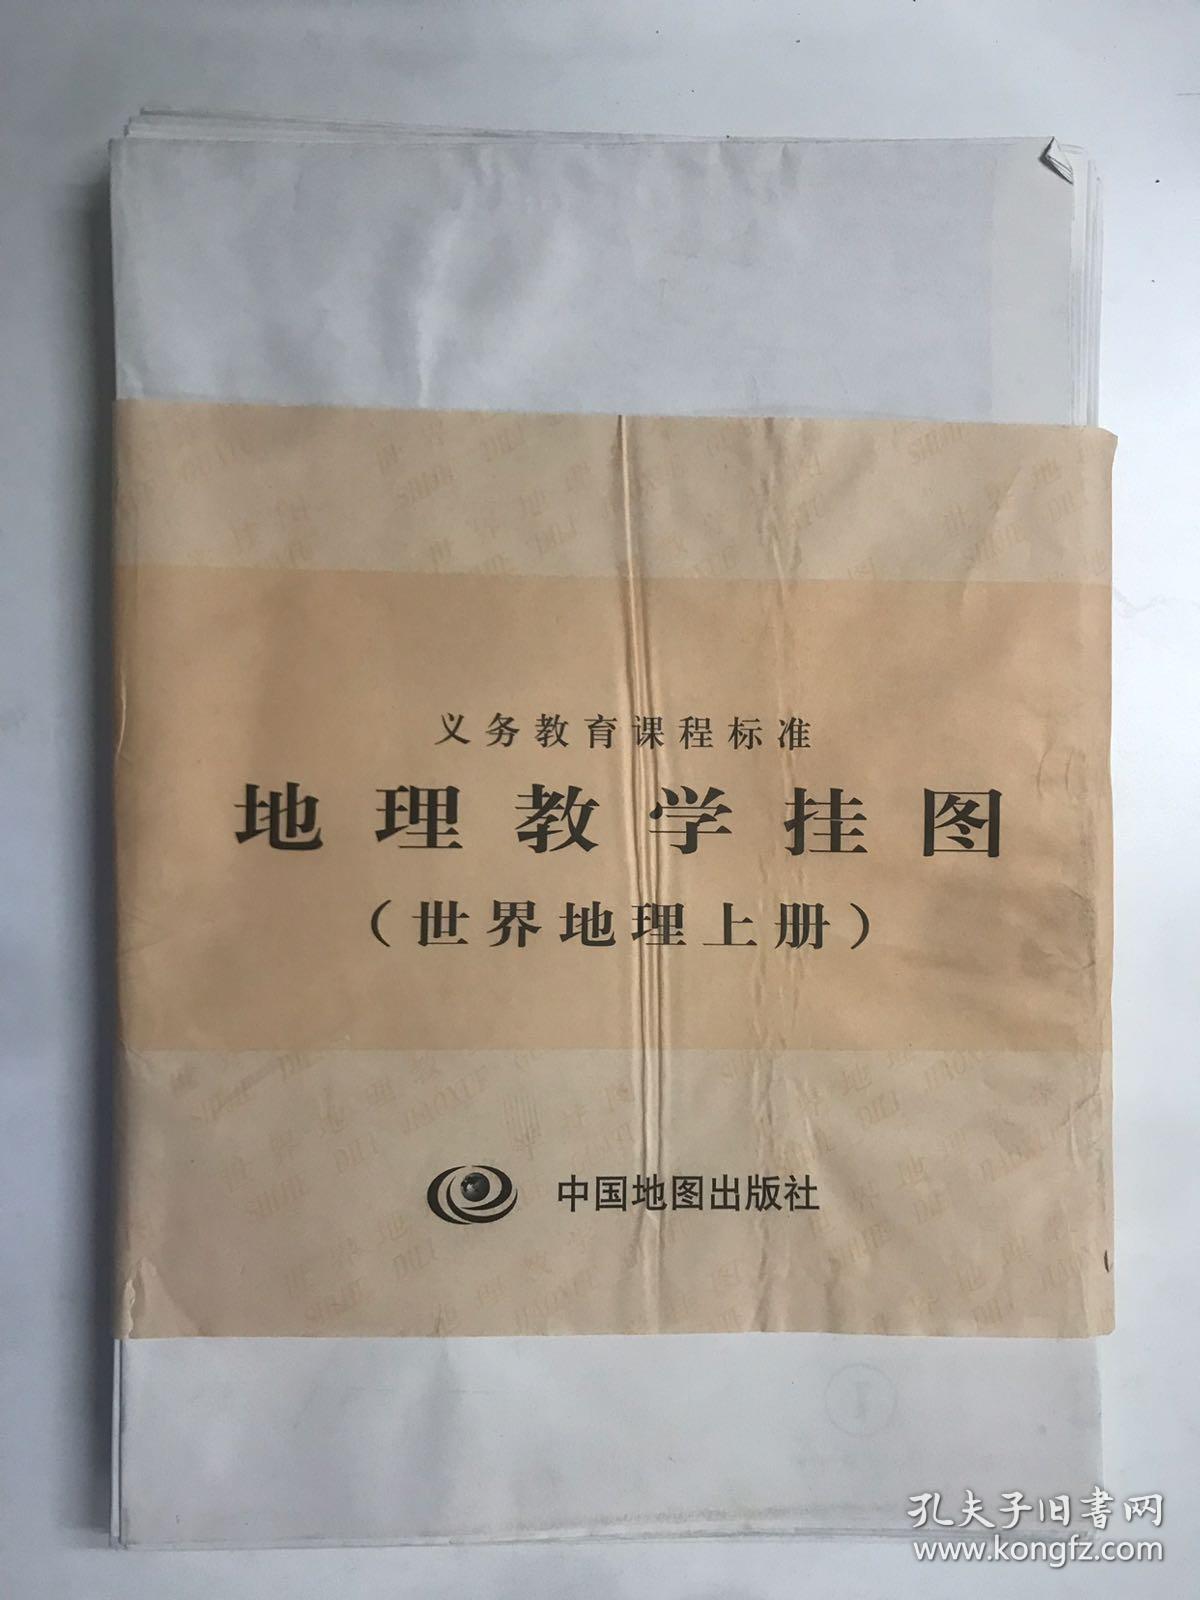 义务教育课程标准
地理教学挂图
（世界地理上册）
中国地图出版社
孔夫子旧书网
www.kongfz.com